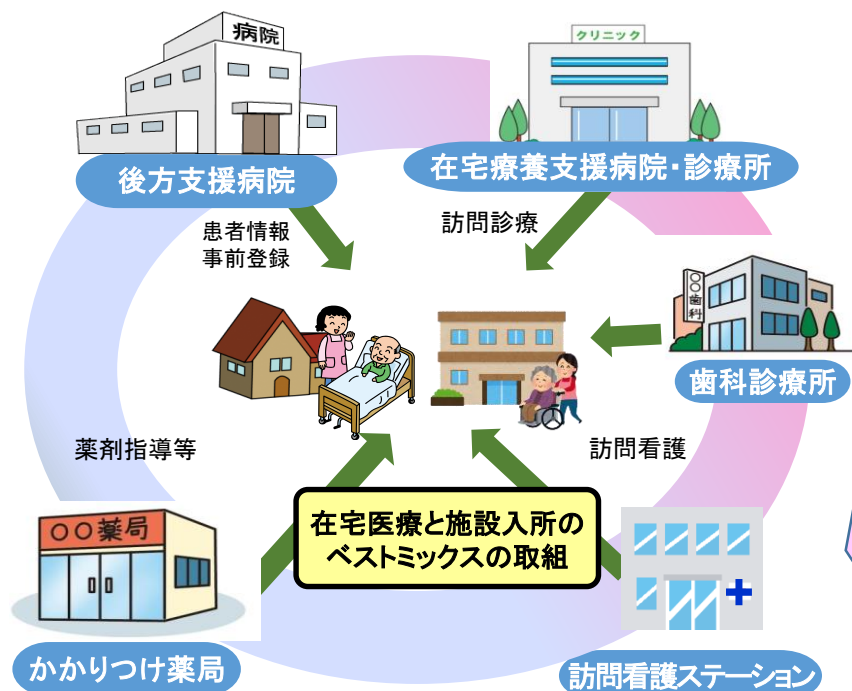 病院
クリニック
後方支援病院
在宅療養支援病院・診療所
患者情報
事前登録
訪問診療
〇〇歯科
歯科診療所
薬剤指導等
訪問看護
〇〇薬局
在宅医療と施設入所の
ベストミックスの取組
かかりつけ薬局
訪問看護ステーション